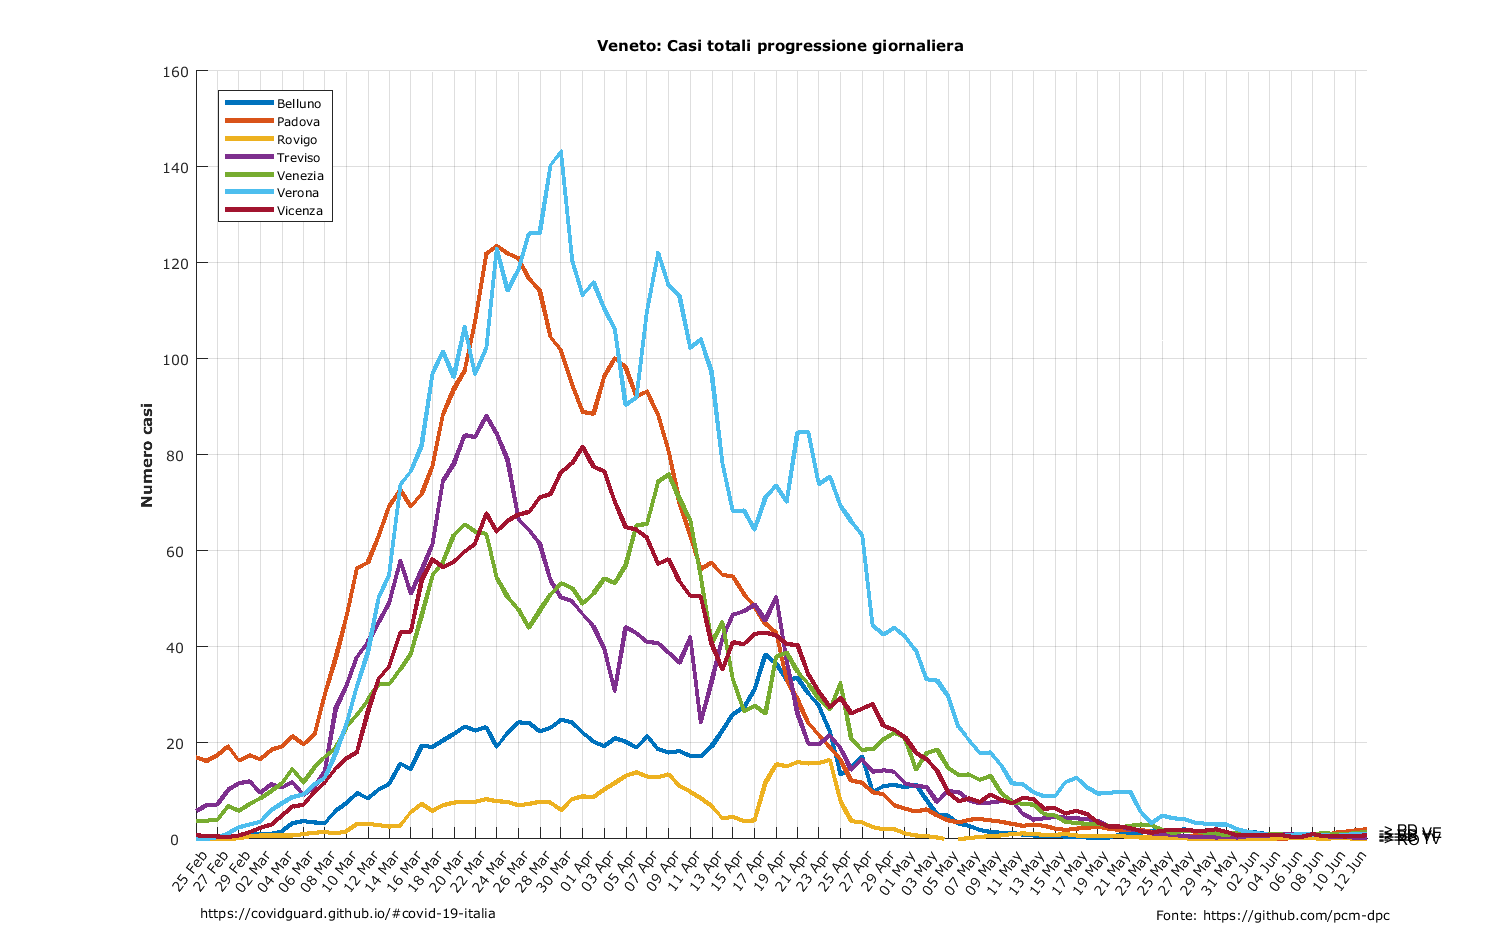 Veneto: Casi totali progressione giornaliera
160
140
120
100
80
60
40
20
0
Numero casi
Belluno
Padova
Rovigo
Treviso
Venezia
Verona
Vicenza
25 Feb
27 Feb
29 Feb
02 Mar
04 Mar
06 Mar
08 Mar
10 Mar
12 Mar
14 Mar
16 Mar
18 Mar
20 Mar
22 Mar
24 Mar
26 Mar
28 Mar
30 Mar
01 Apr
03 Apr
05 Apr
07 Apr
09 Apr
11 Apr
13 Apr
15 Apr
17 Apr
19 Apr
21 Apr
23 Apr
25 Apr
27 Apr
29 Apr
01 May
03 May
05 May
07 May
09 May
11 May
13 May
15 May
17 May
19 May
21 May
23 May
25 May
27 May
29 May
31 May
02 Jun
04 Jun
06 Jun
08 Jun
10 Jun
12 Jun
https://covidguard.github.io/#covid-19-italia
Fonte: https://github.com/pcm-dpc